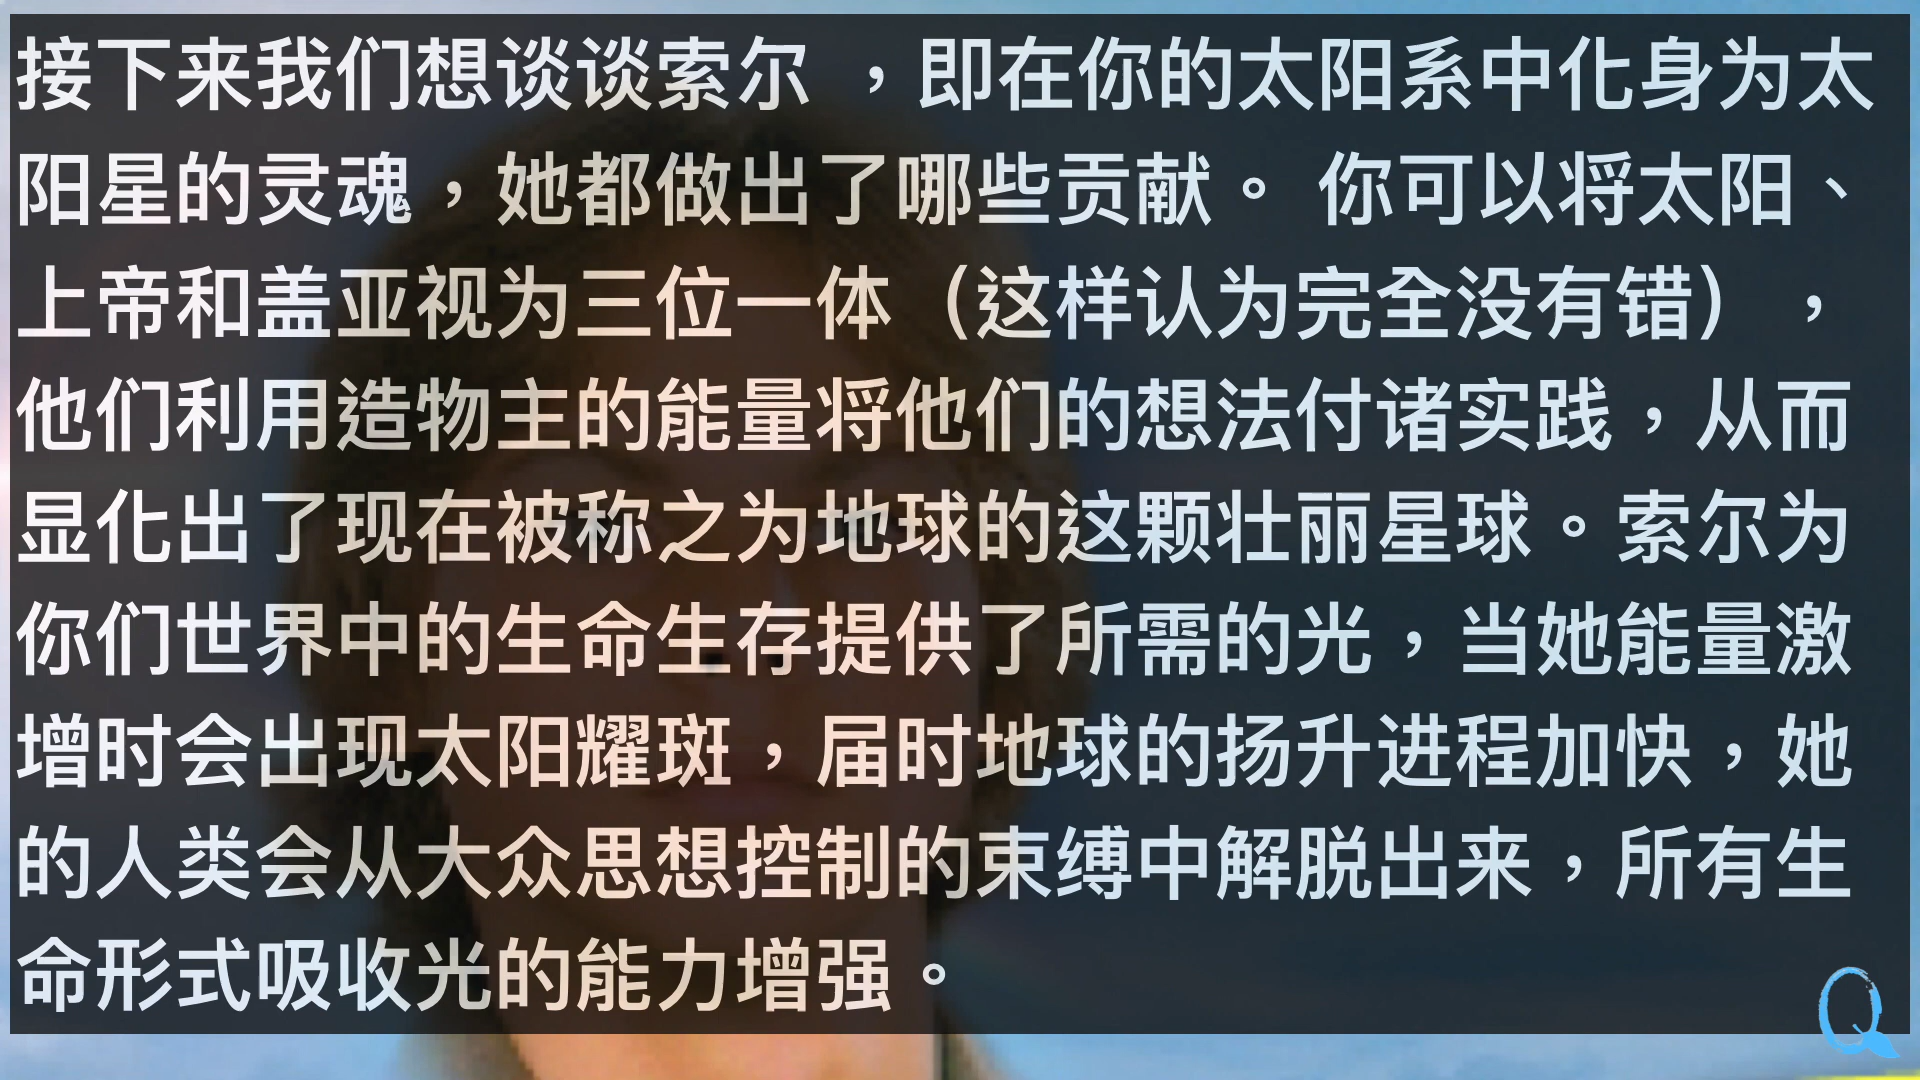 接下来我们想谈谈索尔 ，即在你的太阳系中化身为太
阳星的灵魂，她都做出了哪些贡献。 你可以将太阳、
上帝和盖亚视为三位一体（这样认为完全没有错），
他们利用造物主的能量将他们的想法付诸实践，从而
显化出了现在被称之为地球的这颗壮丽星球。索尔为
你们世界中的生命生存提供了所需的光，当她能量激
增时会出现太阳耀斑，届时地球的扬升进程加快，她
的人类会从大众思想控制的束缚中解脱出来，所有生
命形式吸收光的能力增强。
Q